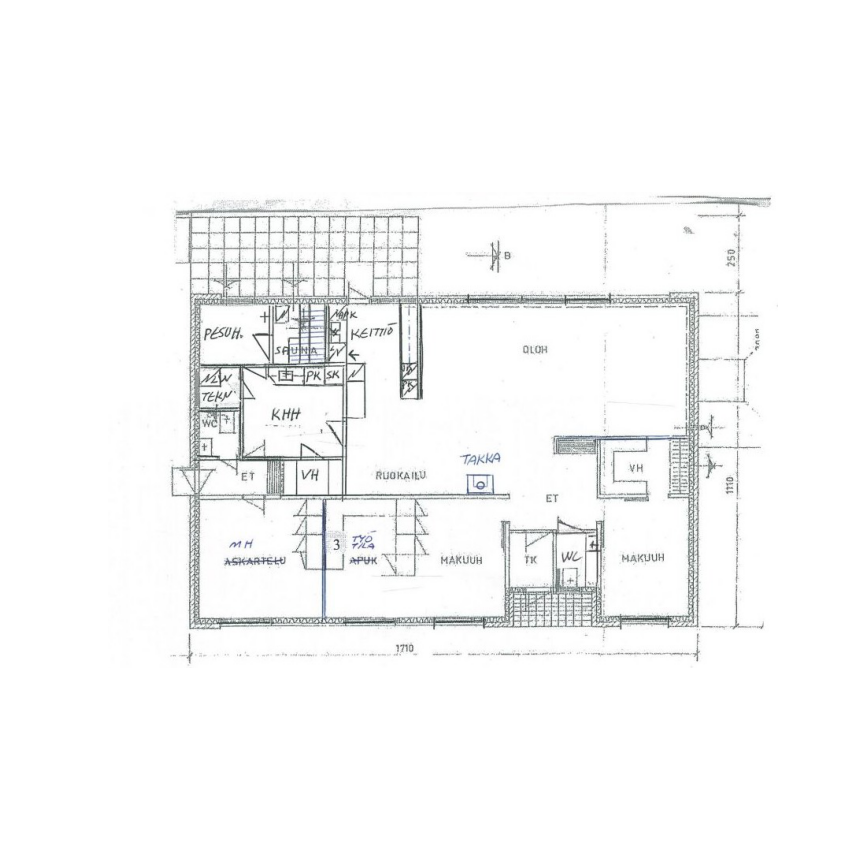 B
250
PESUH.
SAUNA
KEITTIÖ
OLOH
PK
SK
TEKN
KHH
WC
TAKKA
ET
VH
RUOKAILU
VH
ET
1110
MH
ASKARTELU
3
TYÖ
TILA
APUK
MAKUUH
TK
WC
MAKUUH
1710